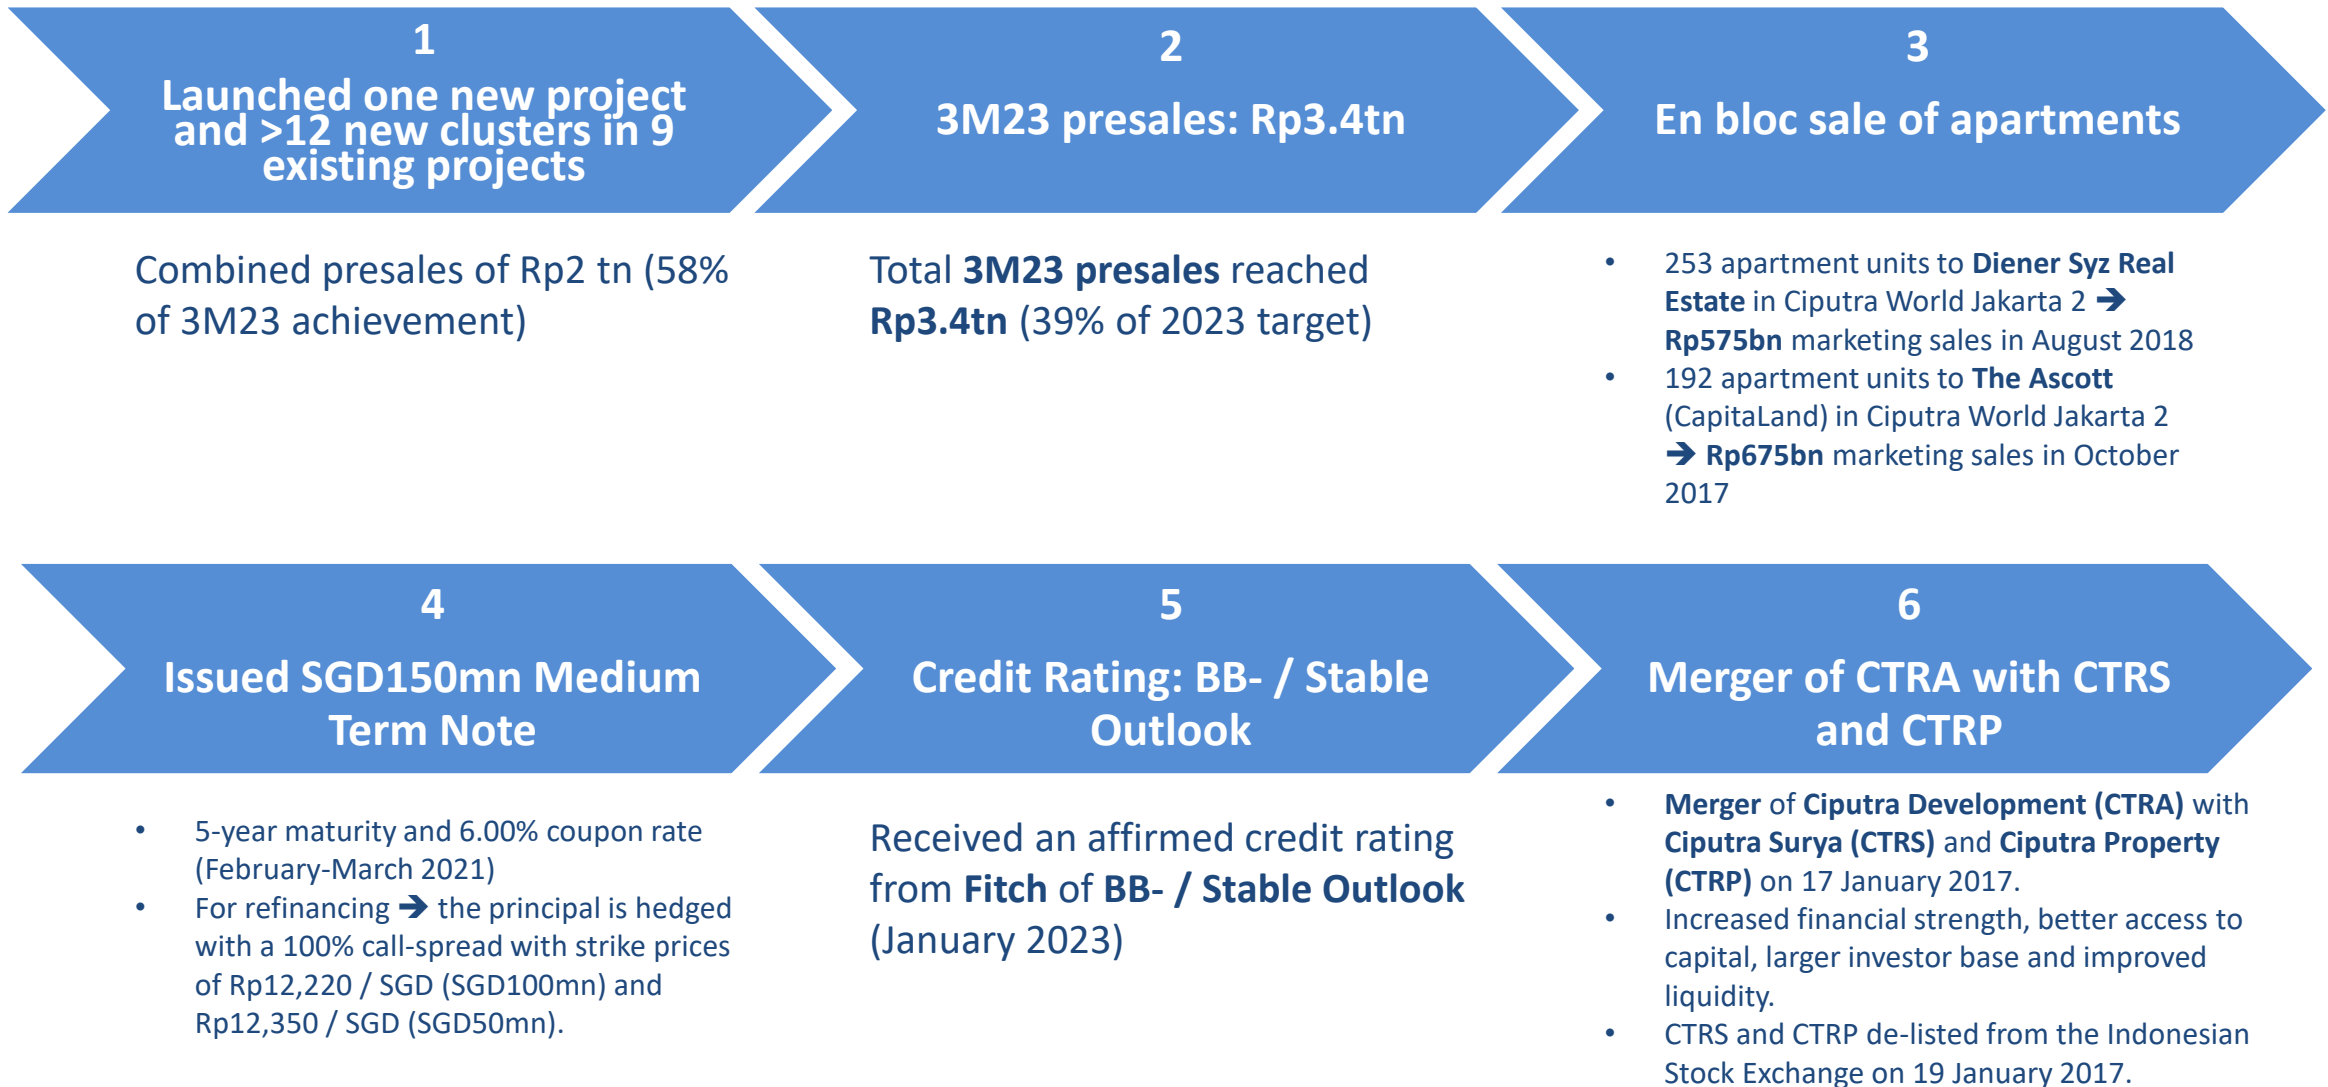 1
Launched one new project
and >12 new clusters in 9
existing projects
Combined presales of Rp2 tn (58%
of 3M23 achievement)
2
3M23 presales: Rp3.4tn
Total 3M23 presales reached
Rp3.4tn (39% of 2023 target)
3
En bloc sale of apartments
• 253 apartment units to Diener Syz Real
Estate in Ciputra World Jakarta 2 ➔
Rp575bn marketing sales in August 2018
• 192 apartment units to The Ascott
(CapitaLand) in Ciputra World Jakarta 2
➔ Rp675bn marketing sales in October
2017
4
Issued SGD150mn Medium
Term Note
• 5-year maturity and 6.00% coupon rate
(February-March 2021)
• For refinancing ➔ the principal is hedged
with a 100% call-spread with strike prices
of Rp12,220 / SGD (SGD100mn) and
Rp12,350 / SGD (SGD50mn).
5
Credit Rating: BB- / Stable
Outlook
Received an affirmed credit rating
from Fitch of BB- / Stable Outlook
(January 2023)
6
Merger of CTRA with CTRS
and CTRP
• Merger of Ciputra Development (CTRA) with
Ciputra Surya (CTRS) and Ciputra Property
(CTRP) on 17 January 2017.
• Increased financial strength, better access to
capital, larger investor base and improved
liquidity.
• CTRS and CTRP de-listed from the Indonesian
Stock Exchange on 19 January 2017.